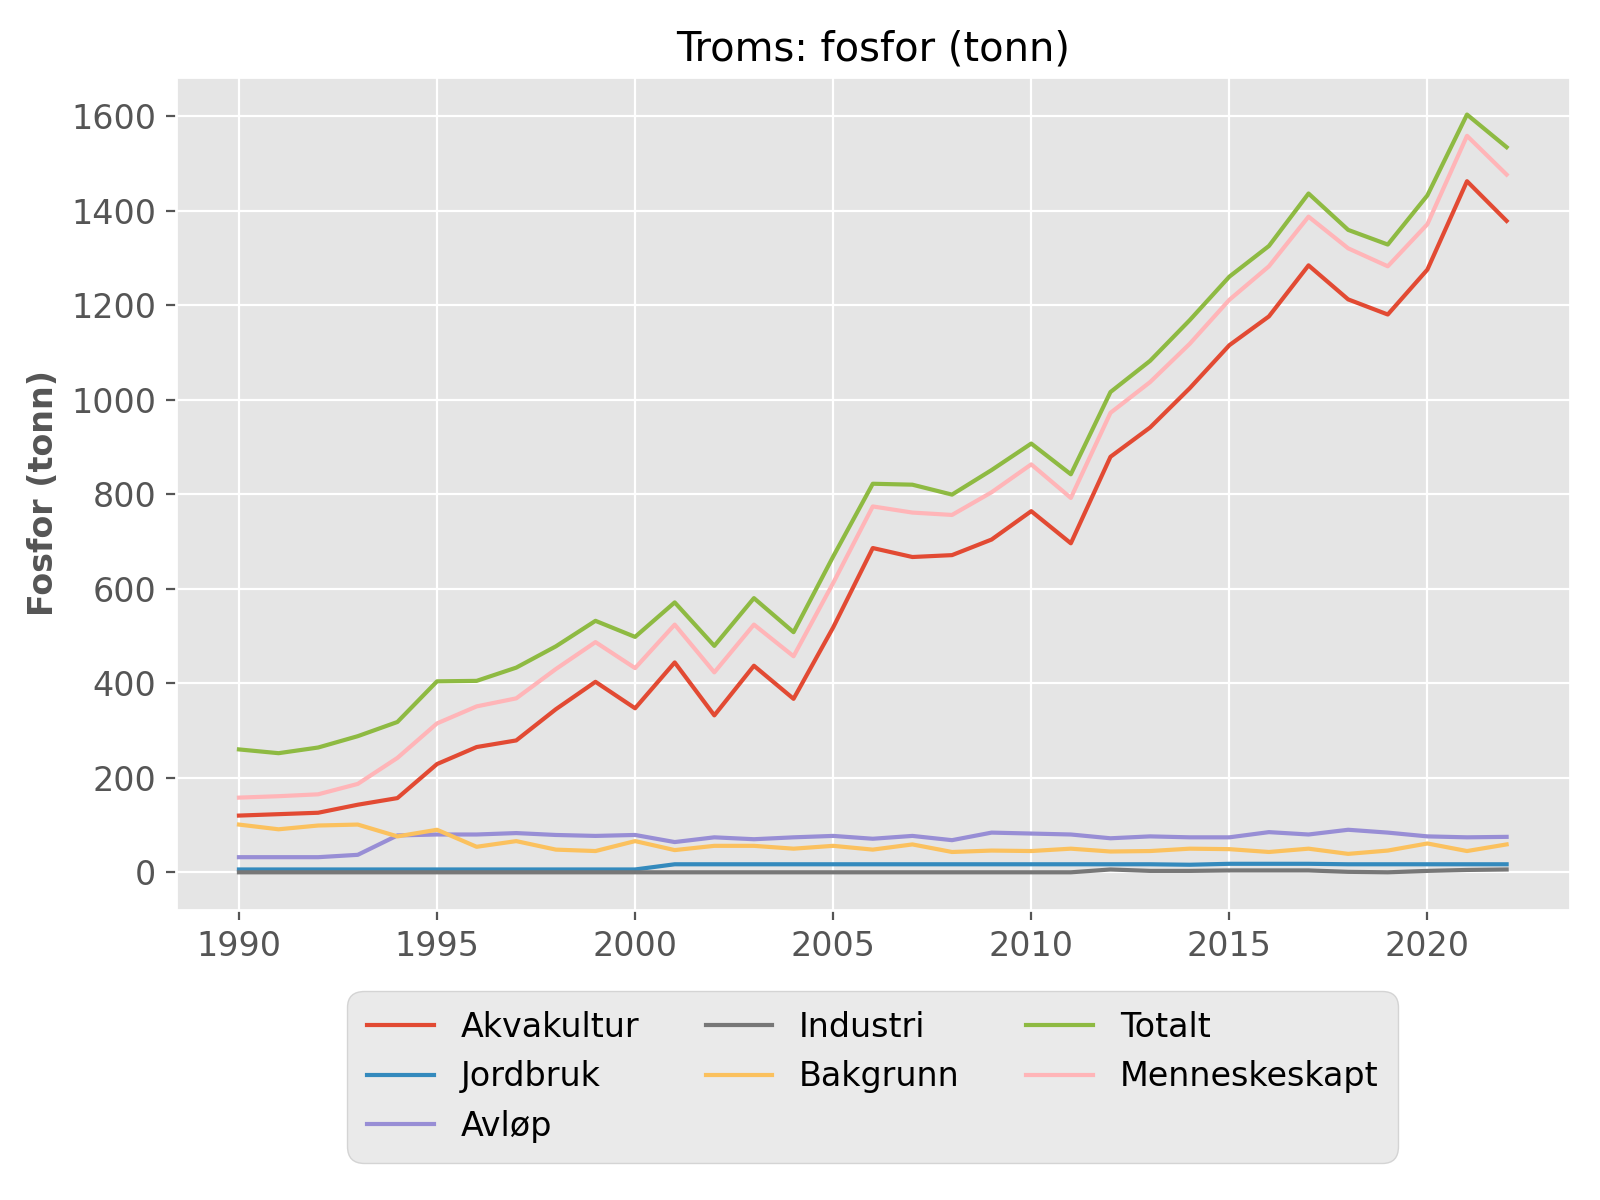 Troms: fosfor (tonn)
Fosfor (tonn)
1600
1400
1200
1000
800
600
400
200
0
1990 1995 2000 2005 2010 2015 2020
Akvakultur Industri Totalt
Jordbruk Bakgrunn Menneskeskapt
Avløp